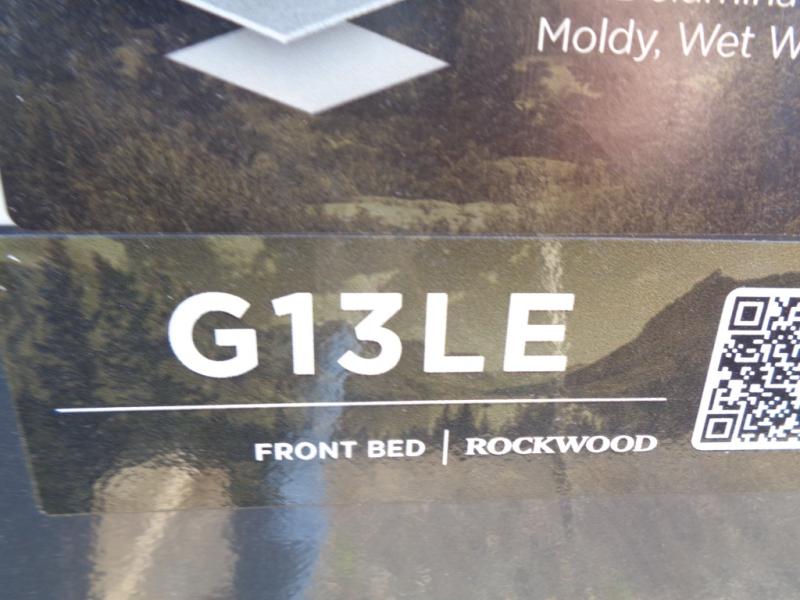 Moldy, Wet
G13LE
FRONT BED | ROCKWOOD